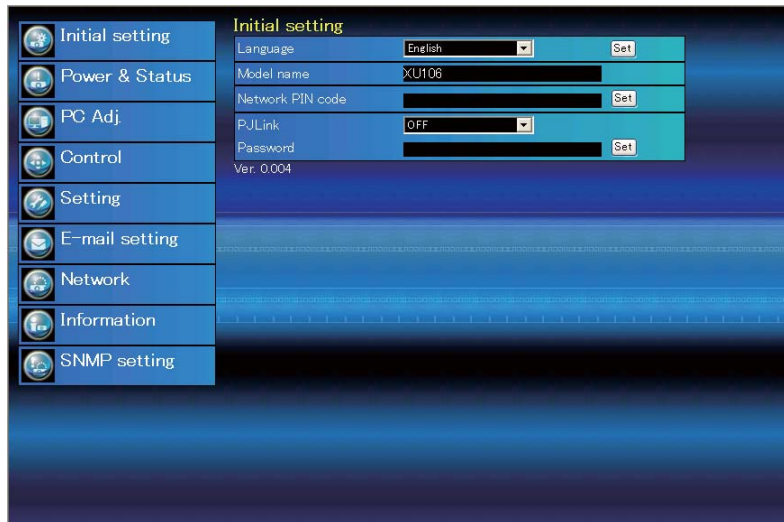 Initial setting
Power & Status
PC Adj.
Control
Setting
E-mail setting
Network
Information
SNMP setting
Initial setting
Language English Set
Model name XU106
Network PIN code Set
PJLink OFF
Password Set
Ver. 0.004